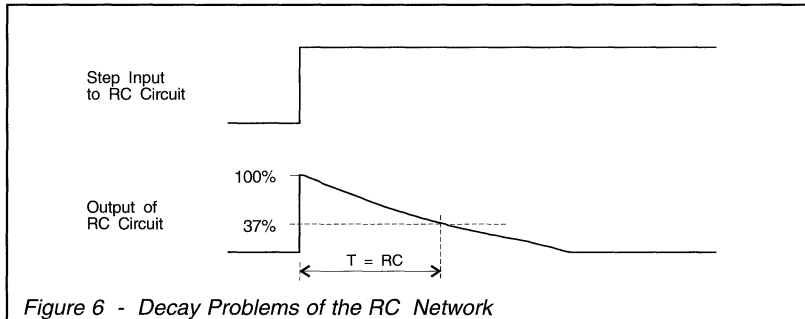 Step Input
to RC Circuit
100%
Output of
RC Circuit
37%
T = RC
Figure 6 - Decay Problems of the RC Network